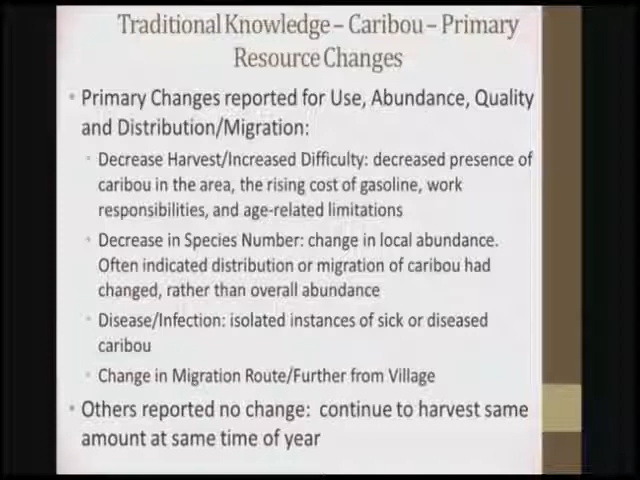 Traditional Knowledge – Caribou – Primary
Resource Changes
• Primary Changes reported for Use, Abundance, Quality
and Distribution/Migration:
• Decrease Harvest/Increased Difficulty: decreased presence of
caribou in the area, the rising cost of gasoline, work
responsibilities, and age-related limitations
• Decrease in Species Number: change in local abundance.
Often indicated distribution or migration of caribou had
changed, rather than overall abundance
• Disease/Infection: isolated instances of sick or diseased
caribou
• Change in Migration Route/Further from Village
• Others reported no change:  continue to harvest same
amount at same time of year